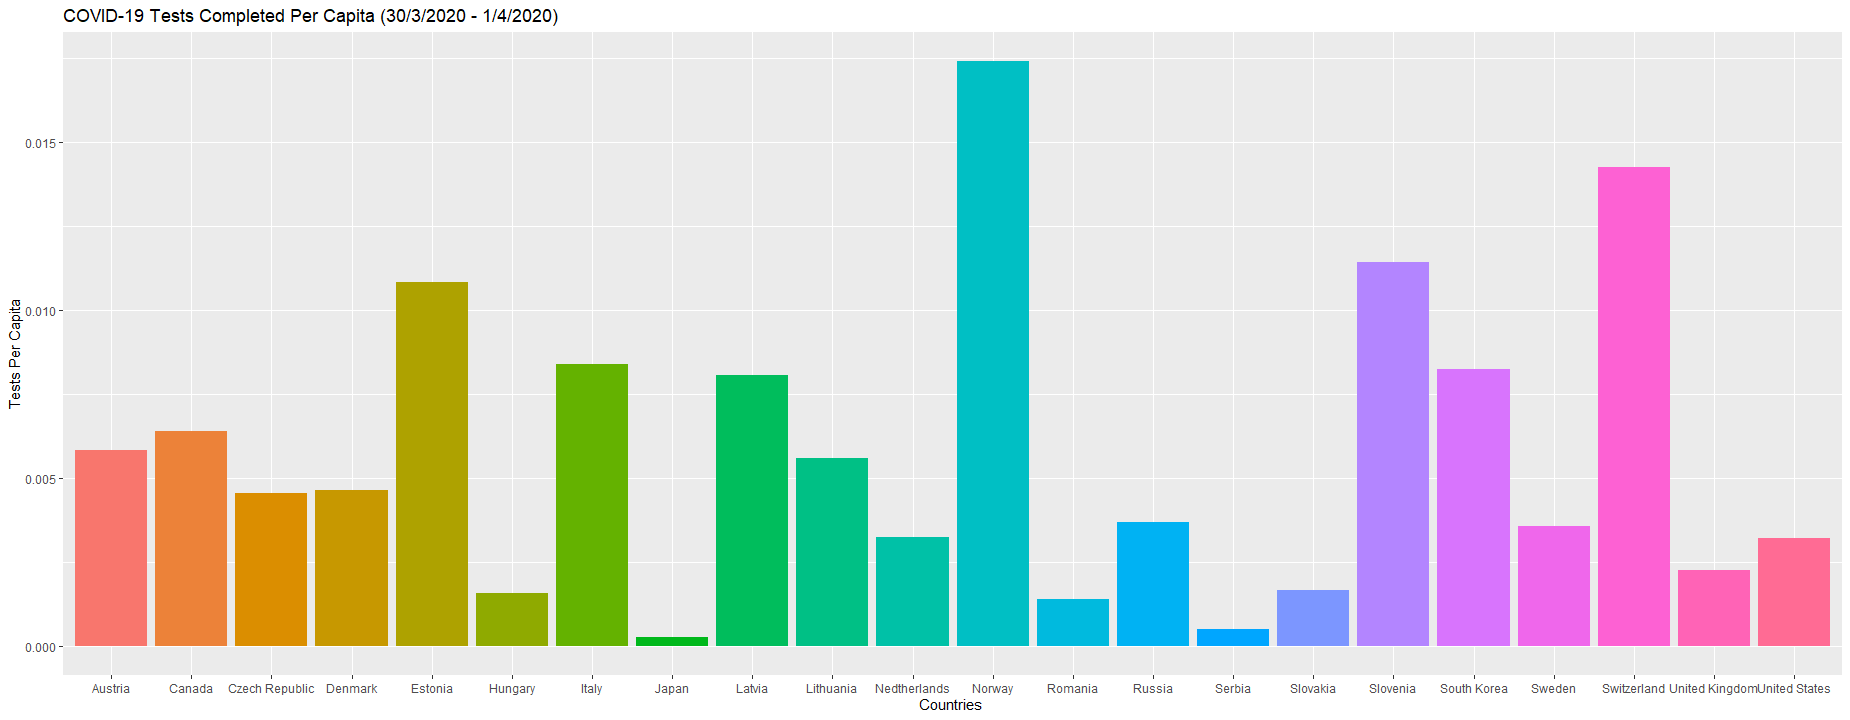 COVID-19 Tests Completed Per Capita (30/3/2020 - 1/4/2020)
Tests Per Capita
0.015
0.010
0.005
0.000
Austria
Canada
Czech Republic
Denmark
Estonia
Hungary
Italy
Japan
Latvia
Lithuania
Nedtherlands
Norway
Romania
Russia
Serbia
Slovakia
Slovenia
South Korea
Sweden
Switzerland
United Kingdom
United States
Countries